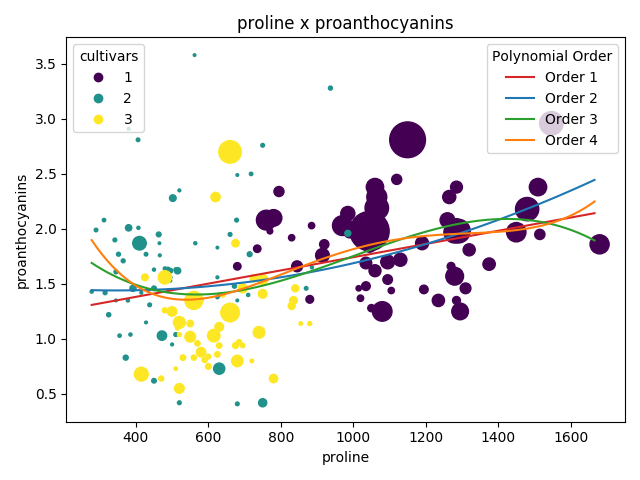 proline x proanthocyanins
cultivars
1
2
3
Polynomial Order
Order 1
Order 2
Order 3
Order 4
proanthocyanins
3.5
3.0
2.5
2.0
1.5
1.0
0.5
400 600 800 1000 1200 1400 1600
proline